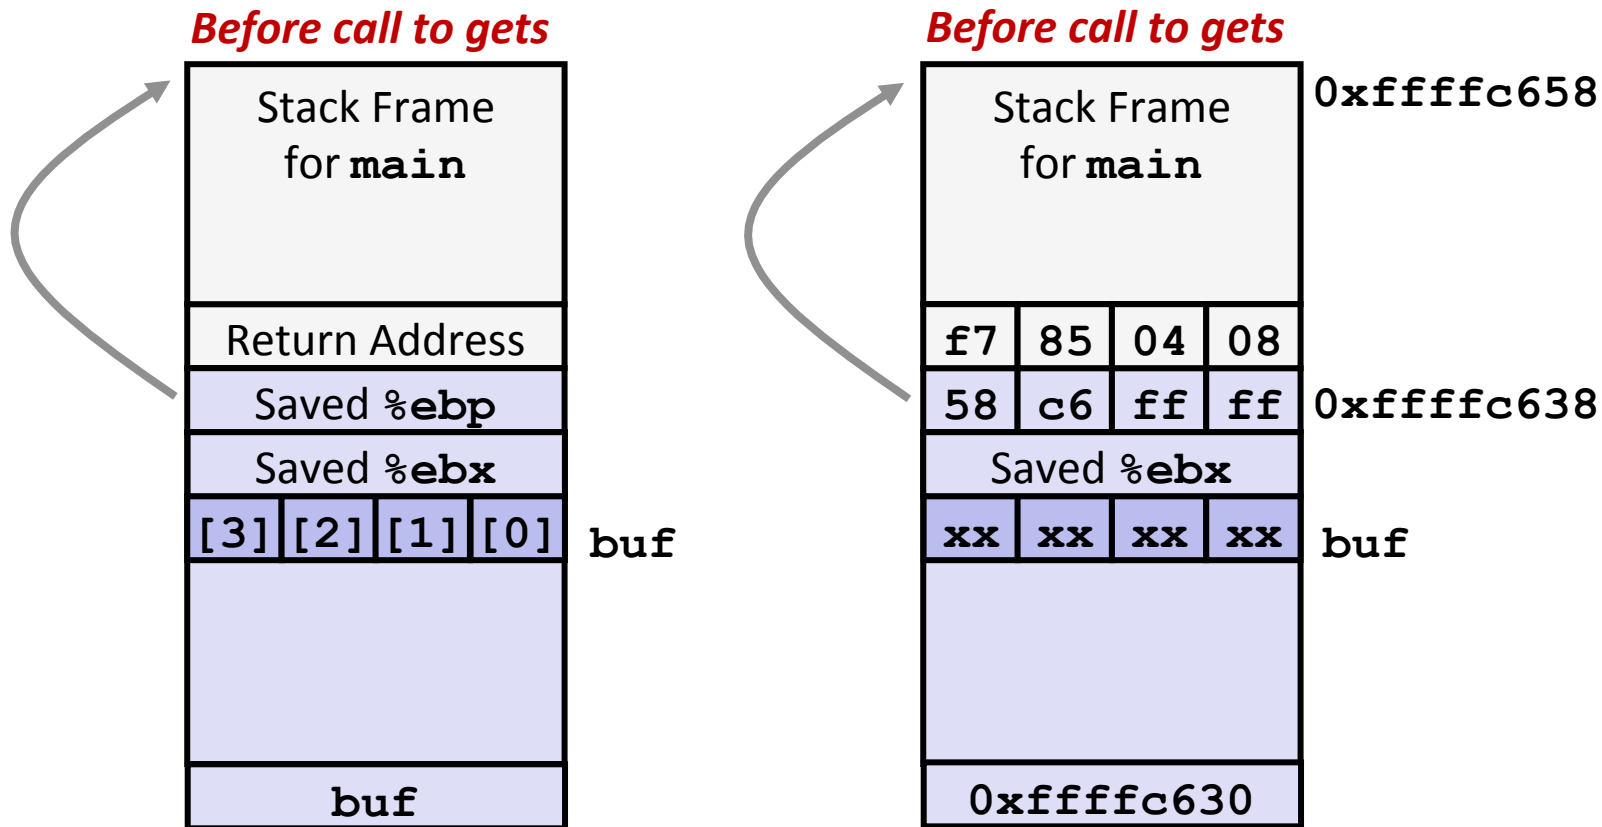 Before call to gets
Stack Frame
for main
Return Address
Saved %ebp
Saved %ebx
[3] [2] [1] [0]
buf
buf
Before call to gets
0xffffc658
Stack Frame
for main
f7 85 04 08
58 c6 ff ff
0xffffc638
Saved %ebx
xx xx xx xx
buf
0xffffc630